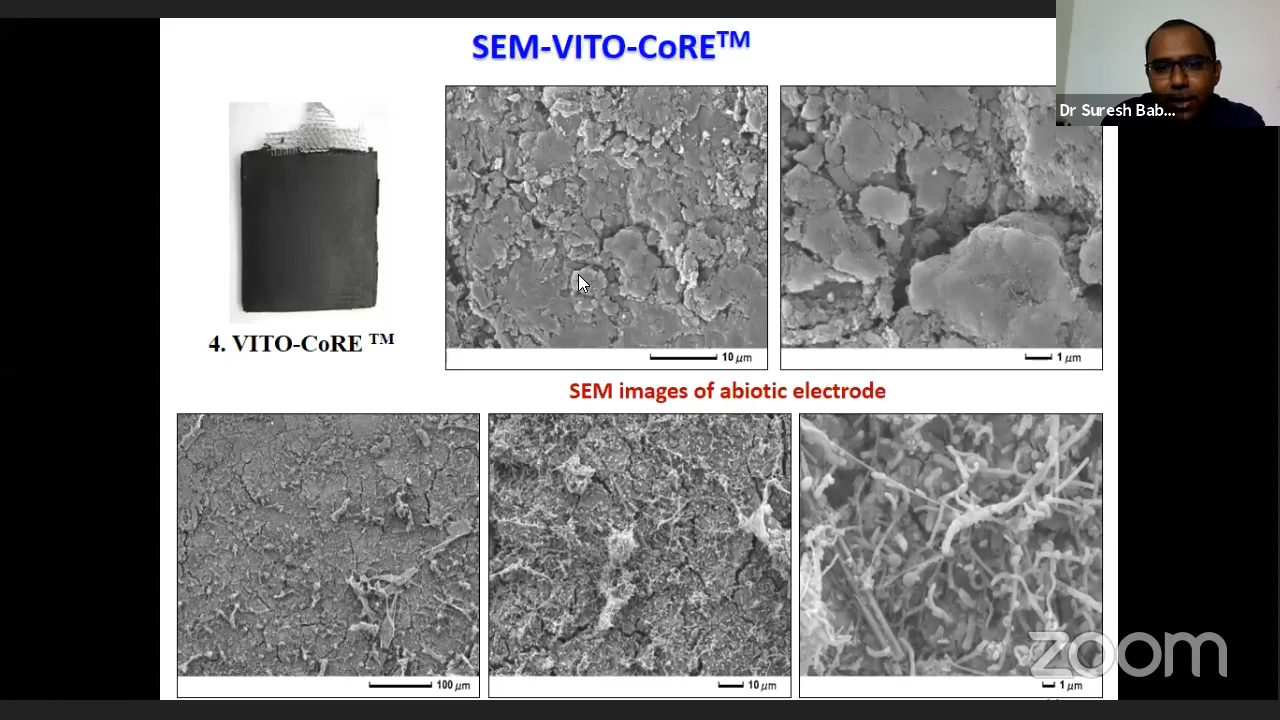 SEM-VITO-CoRE™
Dr Suresh Bab...
4. VITO-CoRE ™
10 μm
1 μm
SEM images of abiotic electrode
100 μm
10 μm
1 μm
zoom